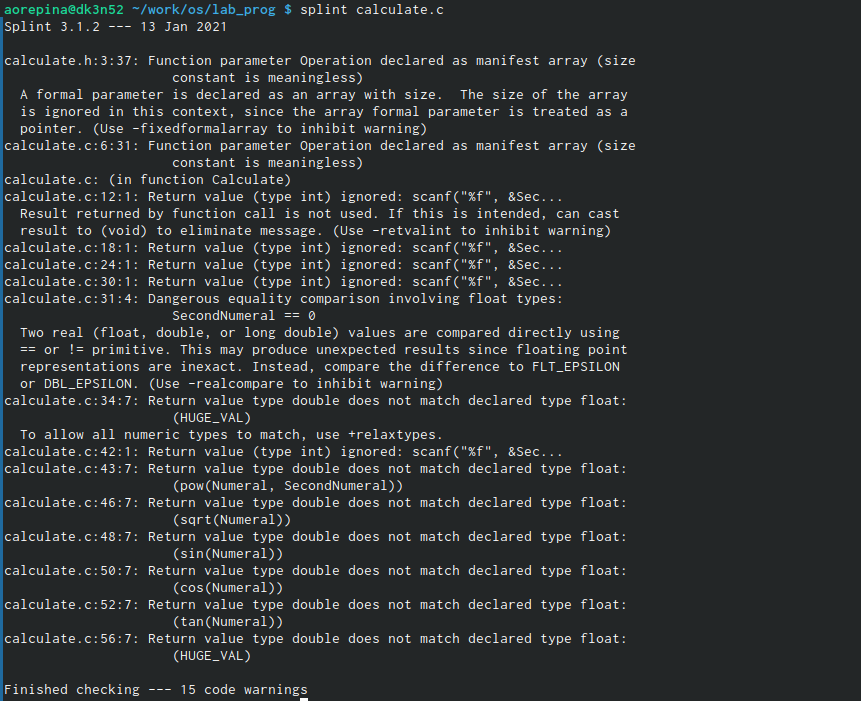 aorepina@dk3n52 ~/work/os/lab_prog $ splint calculate.c
Splint 3.1.2 --- 13 Jan 2021

calculate.h:3:37: Function parameter Operation declared as manifest array (size
                     constant is meaningless)
  A formal parameter is declared as an array with size.  The size of the array
  is ignored in this context, since the array formal parameter is treated as a
  pointer. (Use -fixedformalarray to inhibit warning)
calculate.c:6:31: Function parameter Operation declared as manifest array (size
                     constant is meaningless)
calculate.c: (in function Calculate)
calculate.c:12:1: Return value (type int) ignored: scanf("%f", &Sec...
  Result returned by function call is not used. If this is intended, can cast
  result to (void) to eliminate message. (Use -retvalint to inhibit warning)
calculate.c:18:1: Return value (type int) ignored: scanf("%f", &Sec...
calculate.c:24:1: Return value (type int) ignored: scanf("%f", &Sec...
calculate.c:30:1: Return value (type int) ignored: scanf("%f", &Sec...
calculate.c:31:4: Dangerous equality comparison involving float types:
                     SecondNumeral == 0
  Two real (float, double, or long double) values are compared directly using
  == or != primitive. This may produce unexpected results since floating point
  representations are inexact. Instead, compare the difference to FLT_EPSILON
  or DBL_EPSILON. (Use -realcompare to inhibit warning)
calculate.c:34:7: Return value type double does not match declared type float:
                     (HUGE_VAL)
  To allow all numeric types to match, use +relaxtypes.
calculate.c:42:1: Return value (type int) ignored: scanf("%f", &Sec...
calculate.c:43:7: Return value type double does not match declared type float:
                     (pow(Numeral, SecondNumeral))
calculate.c:46:7: Return value type double does not match declared type float:
                     (sqrt(Numeral))
calculate.c:48:7: Return value type double does not match declared type float:
                     (sin(Numeral))
calculate.c:50:7: Return value type double does not match declared type float:
                     (cos(Numeral))
calculate.c:52:7: Return value type double does not match declared type float:
                     (tan(Numeral))
calculate.c:56:7: Return value type double does not match declared type float:
                     (HUGE_VAL)

Finished checking --- 15 code warnings